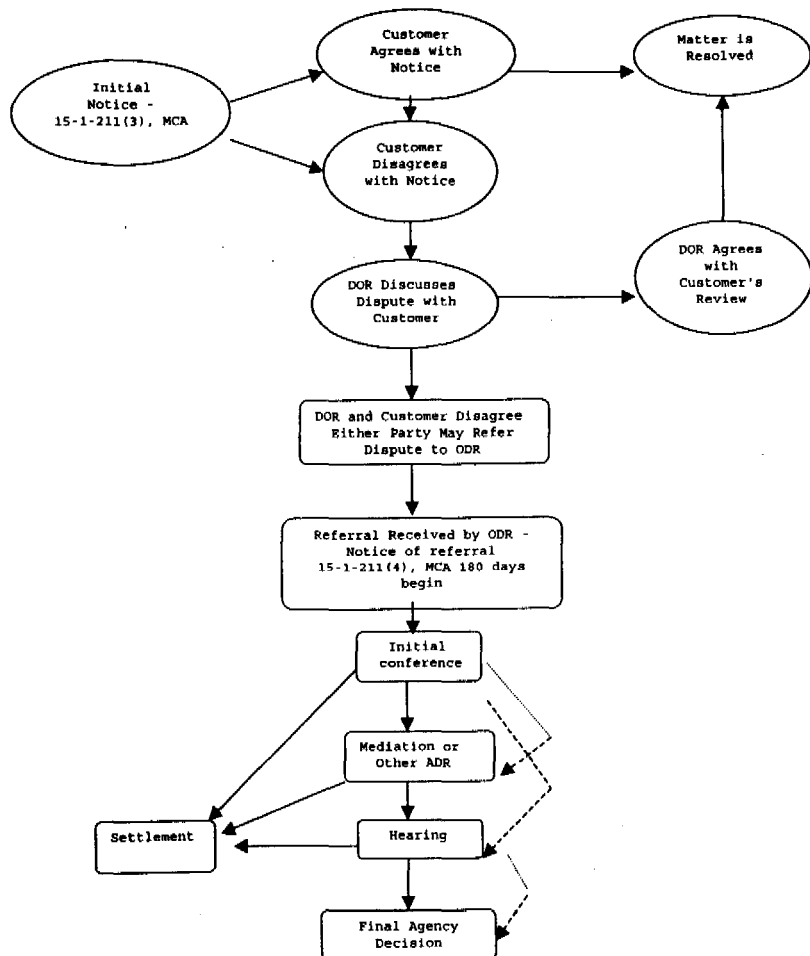 Customer
Agrees with
Notice
Matter is
Resolved
Initial
Notice -
15-1-211(3), MCA
Customer
Disagrees
with Notice
DOR Agrees
with
Customer's
Review
DOR Discusses
Dispute with
Customer
DOR and Customer Disagree
Either Party May Refer
Dispute to ODR
Referral Received by ODR -
Notice of referral
15-1-211(4), MCA 180 days
begin
Initial
conference
Mediation or
Other ADR
Settlement
Hearing
Final Agency
Decision